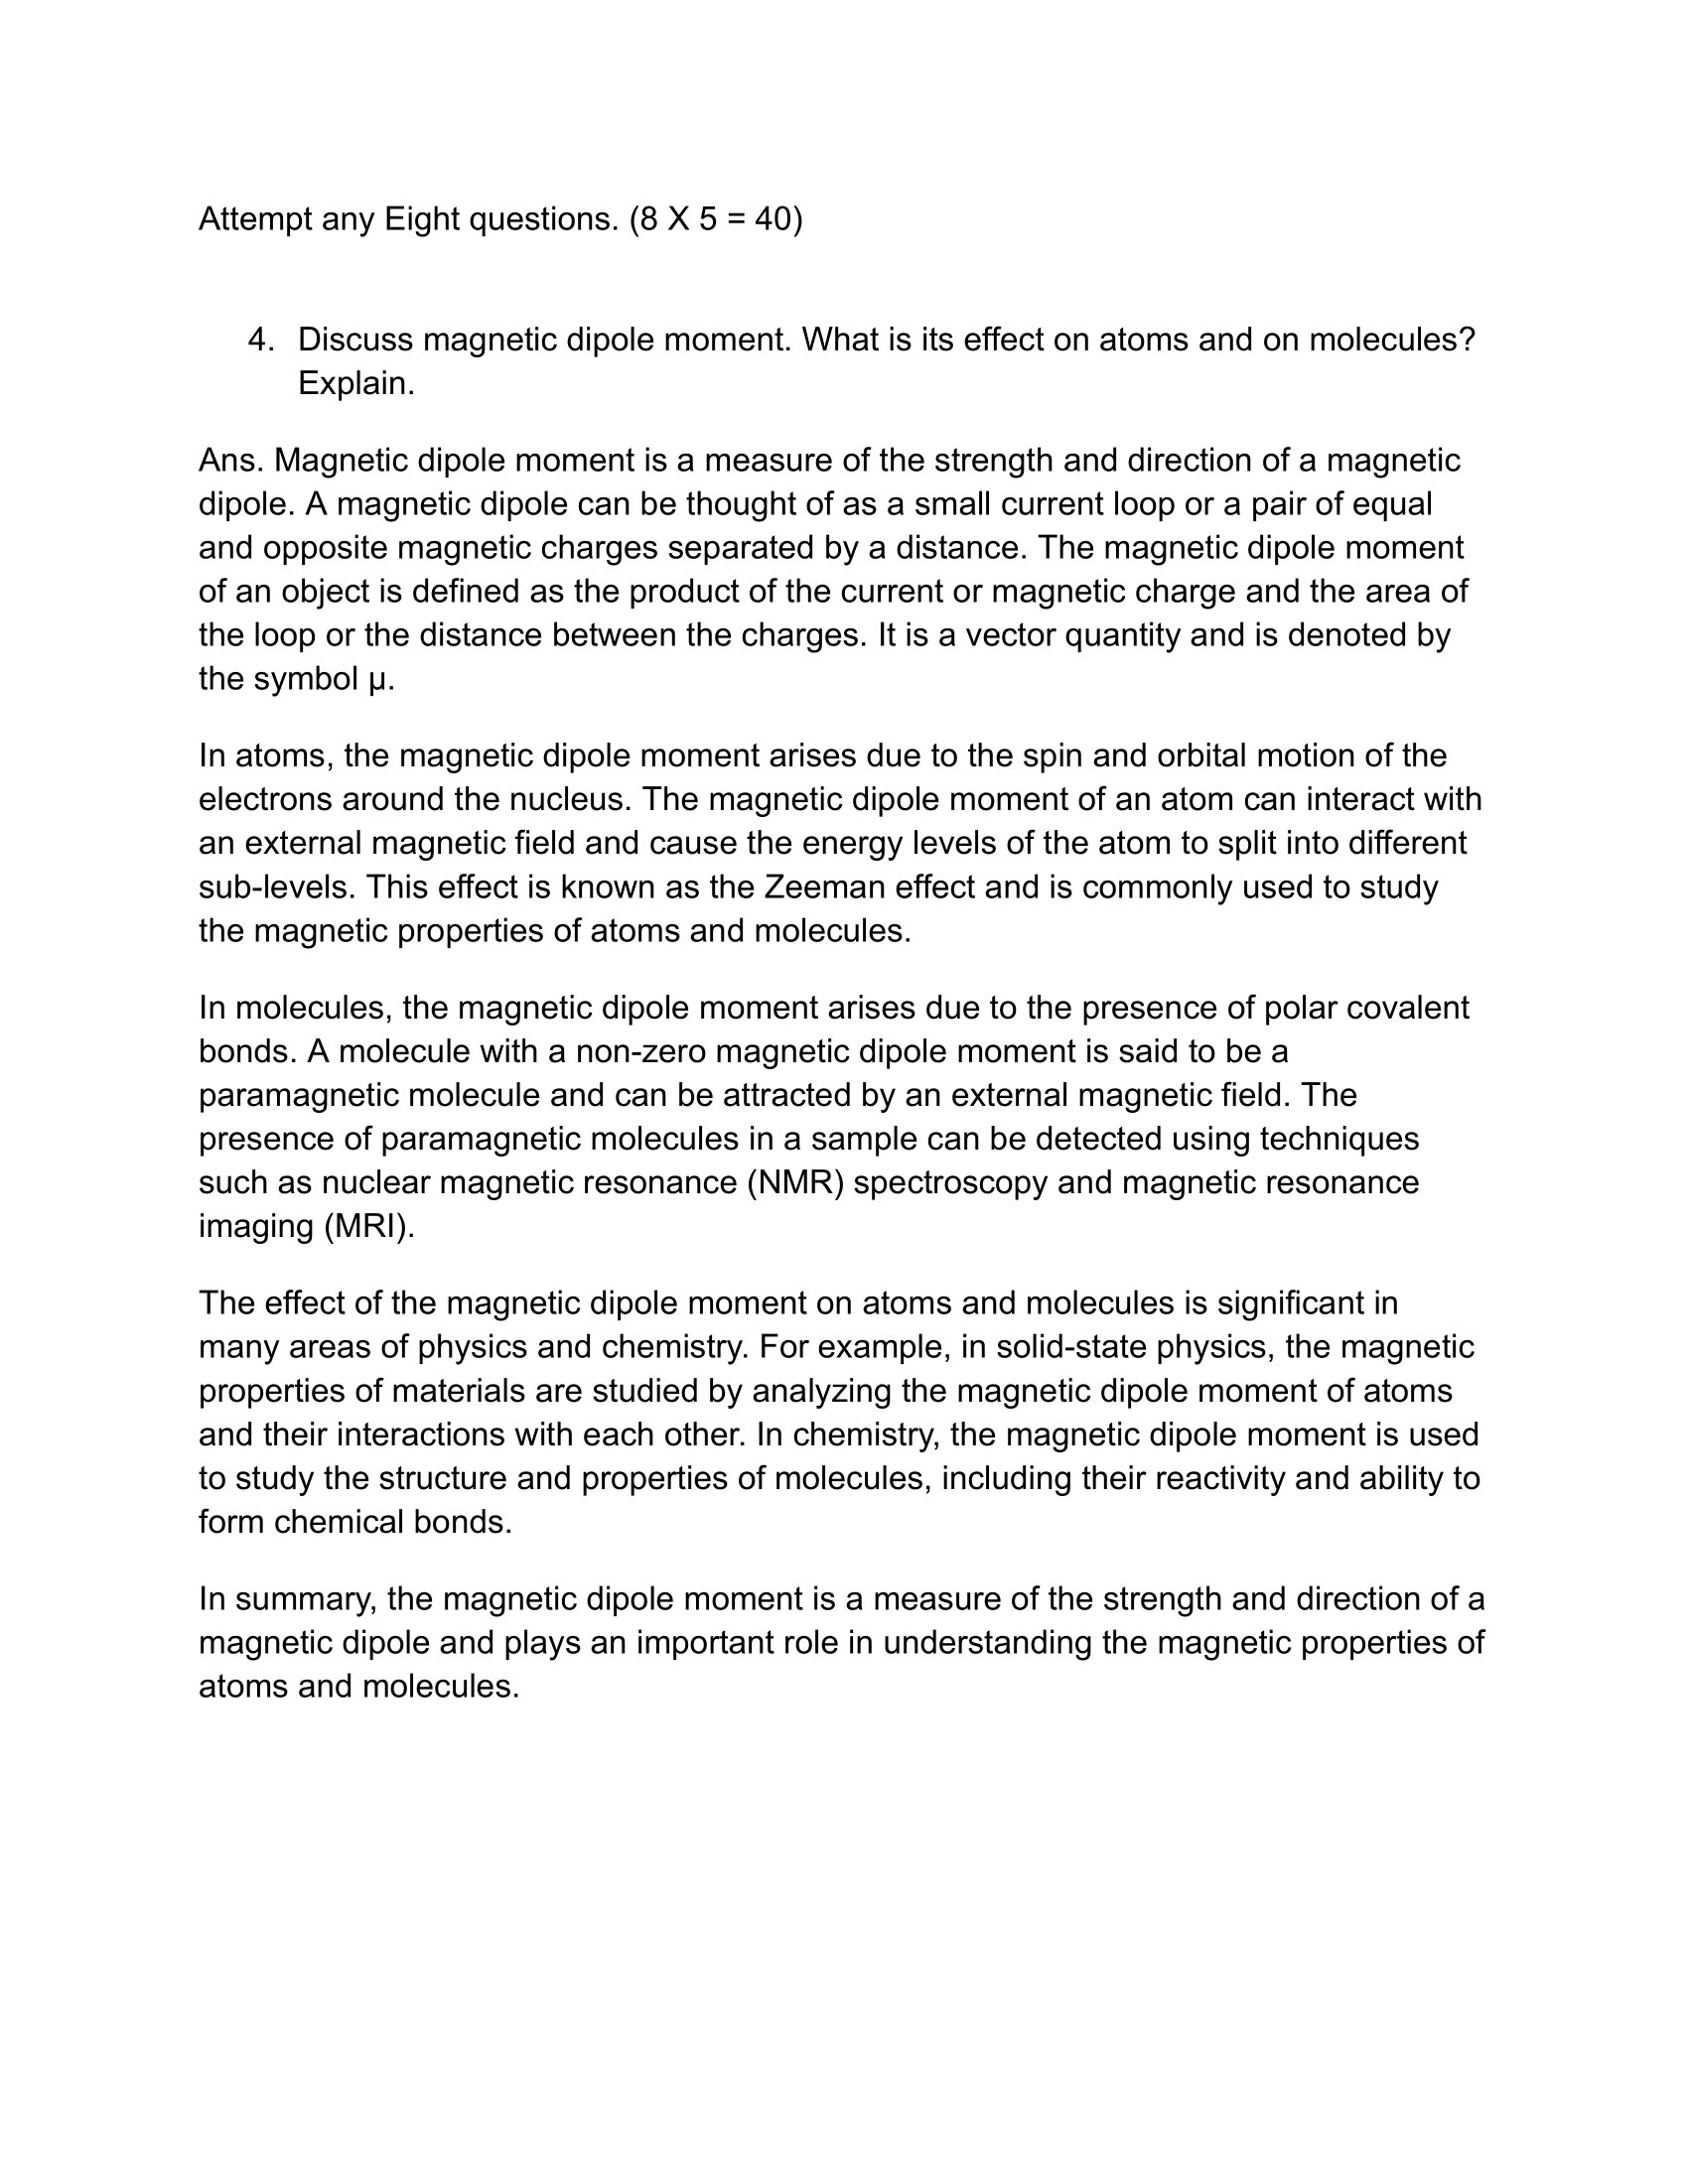 Attempt any Eight questions. (8 X 5 = 40)
4. Discuss magnetic dipole moment. What is its effect on atoms and on molecules?
Explain.
Ans. Magnetic dipole moment is a measure of the strength and direction of a magnetic
dipole. A magnetic dipole can be thought of as a small current loop or a pair of equal
and opposite magnetic charges separated by a distance. The magnetic dipole moment
of an object is defined as the product of the current or magnetic charge and the area of
the loop or the distance between the charges. It is a vector quantity and is denoted by
the symbol μ.
In atoms, the magnetic dipole moment arises due to the spin and orbital motion of the
electrons around the nucleus. The magnetic dipole moment of an atom can interact with
an external magnetic field and cause the energy levels of the atom to split into different
sub-levels. This effect is known as the Zeeman effect and is commonly used to study
the magnetic properties of atoms and molecules.
In molecules, the magnetic dipole moment arises due to the presence of polar covalent
bonds. A molecule with a non-zero magnetic dipole moment is said to be a
paramagnetic molecule and can be attracted by an external magnetic field. The
presence of paramagnetic molecules in a sample can be detected using techniques
such as nuclear magnetic resonance (NMR) spectroscopy and magnetic resonance
imaging (MRI).
The effect of the magnetic dipole moment on atoms and molecules is significant in
many areas of physics and chemistry. For example, in solid-state physics, the magnetic
properties of materials are studied by analyzing the magnetic dipole moment of atoms
and their interactions with each other. In chemistry, the magnetic dipole moment is used
to study the structure and properties of molecules, including their reactivity and ability to
form chemical bonds.
In summary, the magnetic dipole moment is a measure of the strength and direction of a
magnetic dipole and plays an important role in understanding the magnetic properties of
atoms and molecules.